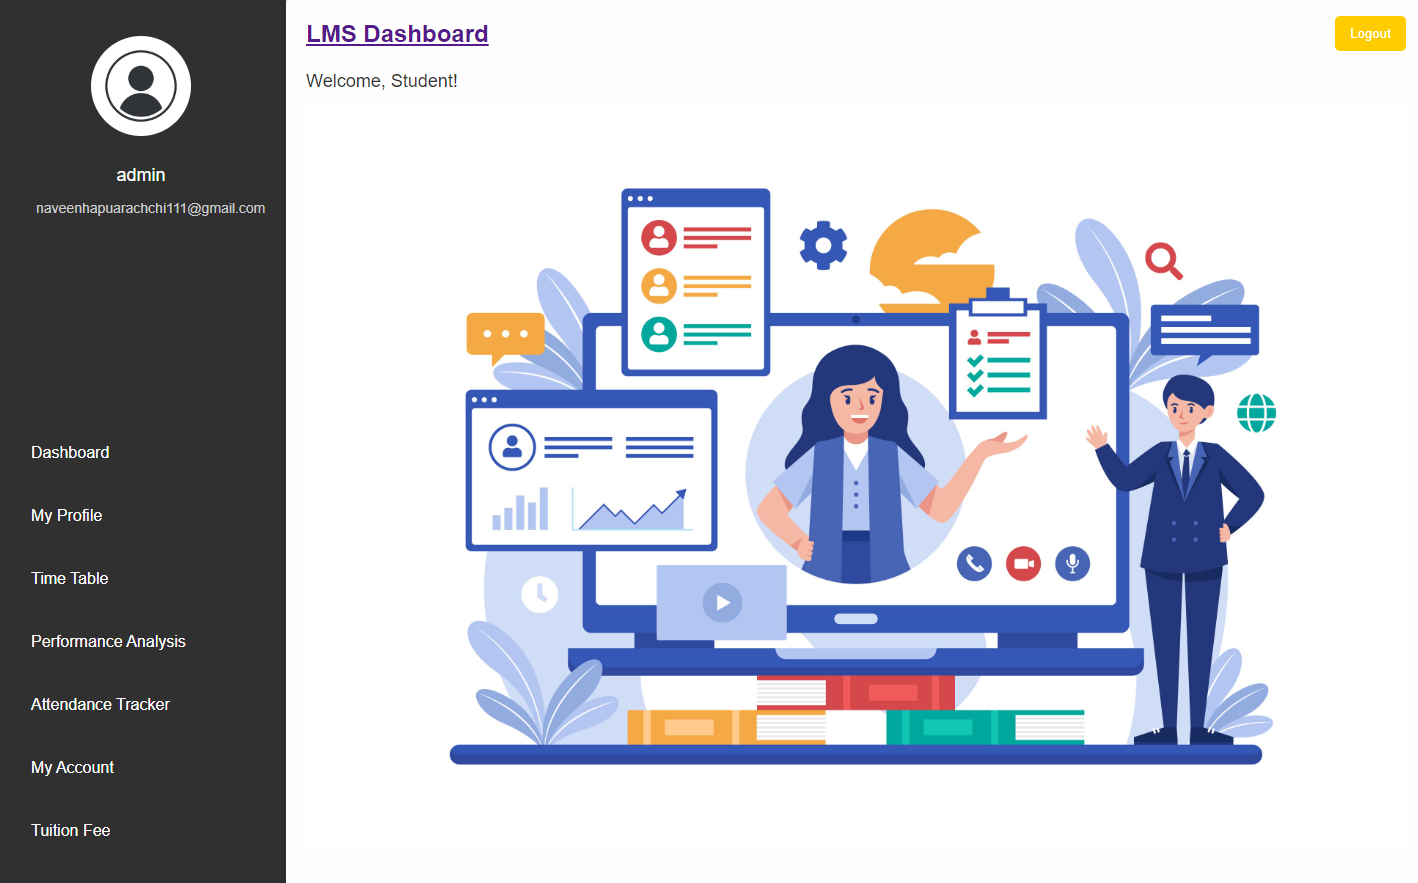 admin
naveenhapuarachchi111@gmail.com
Dashboard
My Profile
Time Table
Performance Analysis
Attendance Tracker
My Account
Tuition Fee
LMS Dashboard
Logout
Welcome, Student!